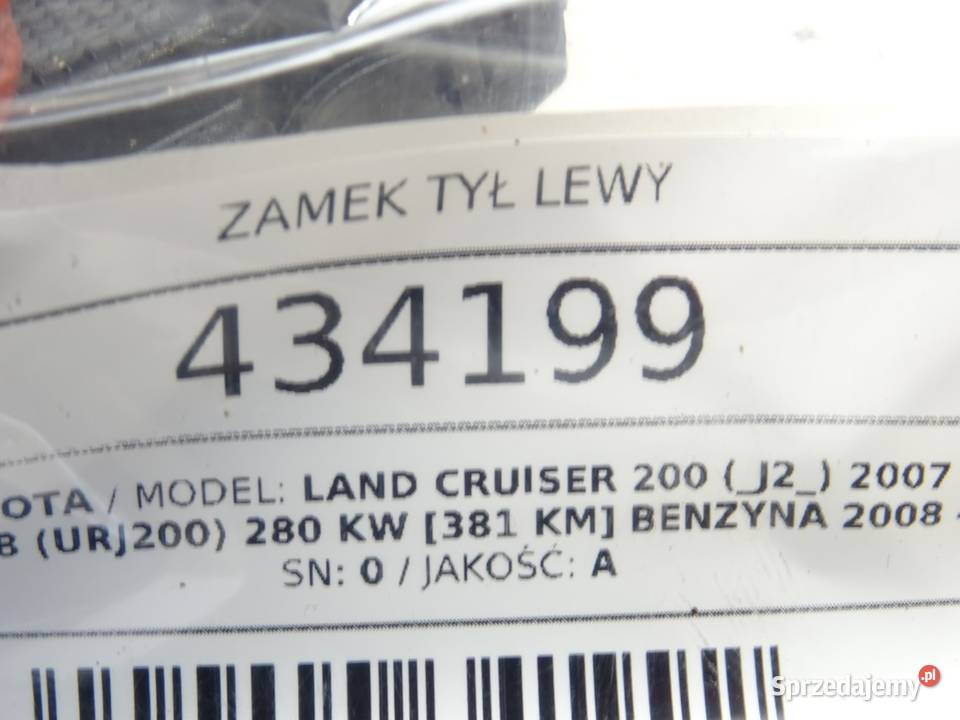 ZAMEK TYŁ LEWY
434199
OTA / MODEL: LAND CRUISER 200 (_J2_) 2007
(URJ200) 280 KW [381 KM] BENZYNA 2008 -
SN: 0 / JAKOŚĆ: A
Sprzedajemy.pl